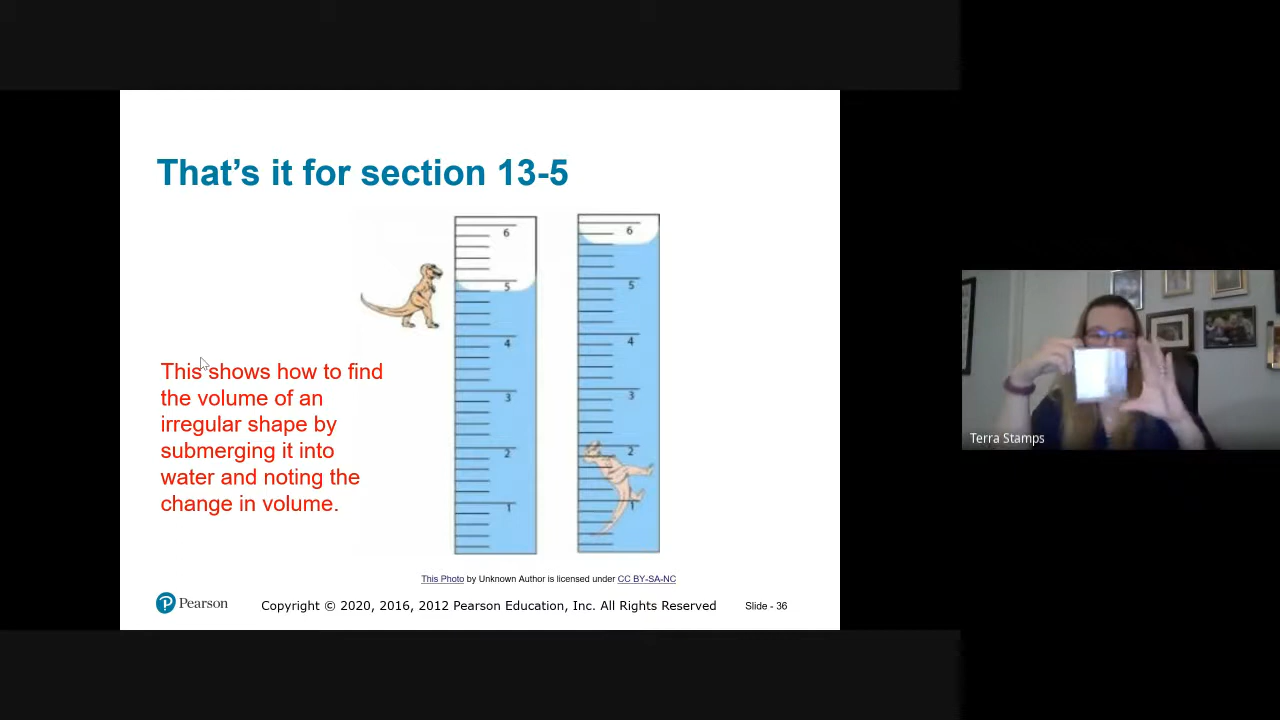 That's it for section 13-5
6
5
4
3
2
1
6
5
4
3
2
1
This shows how to find
the volume of an
irregular shape by
submerging it into
water and noting the
change in volume.
This Photo by Unknown Author is licensed under CC BY-SA-NC
Pearson
Copyright © 2020, 2016, 2012 Pearson Education, Inc. All Rights Reserved
Slide - 36
Terra Stamps